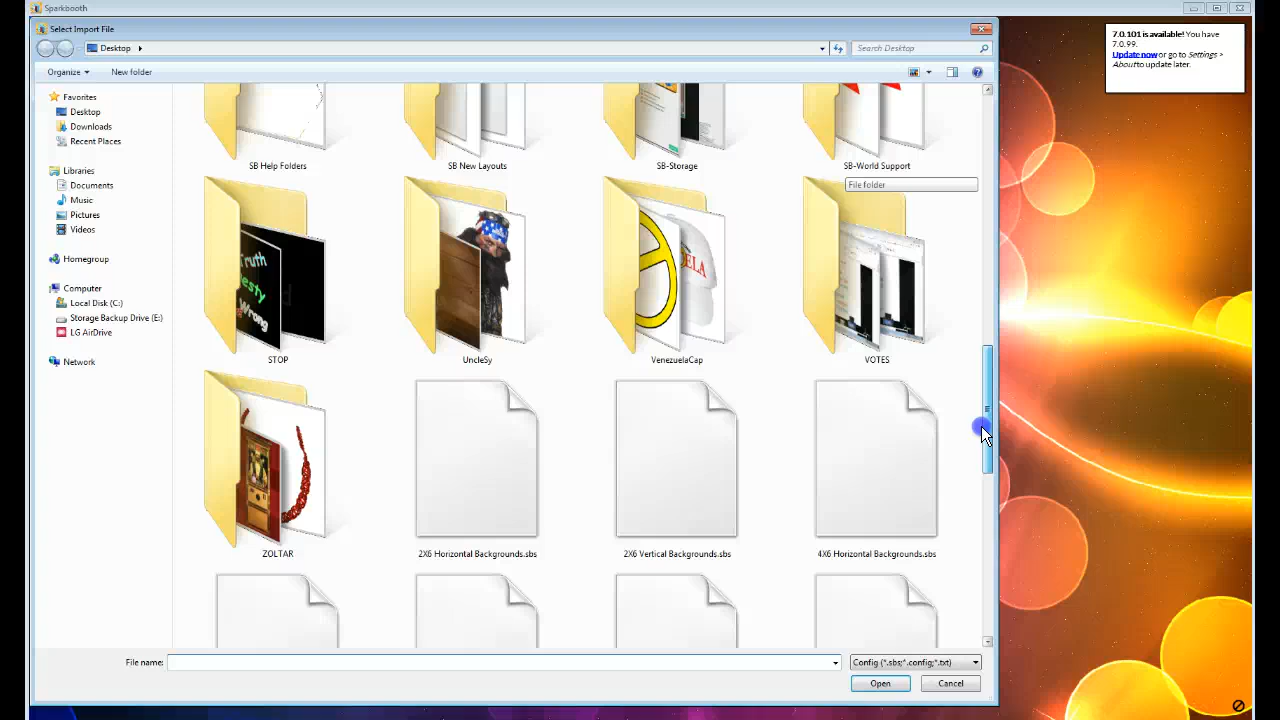 Sparkbooth
Select Import File
Desktop
Search Desktop
7.0.101 is available! You have
7.0.99.
Update now or go to Settings >
About to update later.
Organize
New folder
Favorites
Desktop
Downloads
Recent Places
Libraries
Documents
Music
Pictures
Videos
Homegroup
Computer
Local Disk (C:)
Storage Backup Drive (E:)
LG AirDrive
Network
SB Help Folders
SB New Layouts
SB-Storage
SB-World Support
File folder
Truth
esty
Wrong
ELA
STOP
UncleSy
VenezuelaCap
VOTES
ZOLTAR
2X6 Horizontal Backgrounds.sbs
2X6 Vertical Backgrounds.sbs
4X6 Horizontal Backgrounds.sbs
File name:
Config (*.sbs;*.config;*.txt)
Open
Cancel